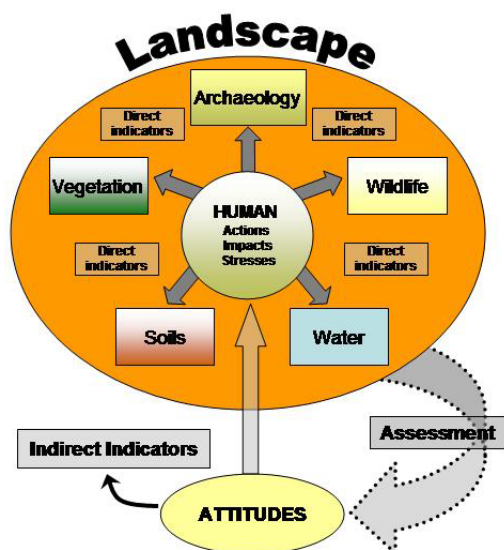 Landscape
Archaeology
Direct
indicators
Direct
indicators
Vegetation
Wildlife
HUMAN
Actions
Impacts
Stresses
Direct
indicators
Direct
indicators
Soils
Water
Assessment
Indirect Indicators
ATTITUDES